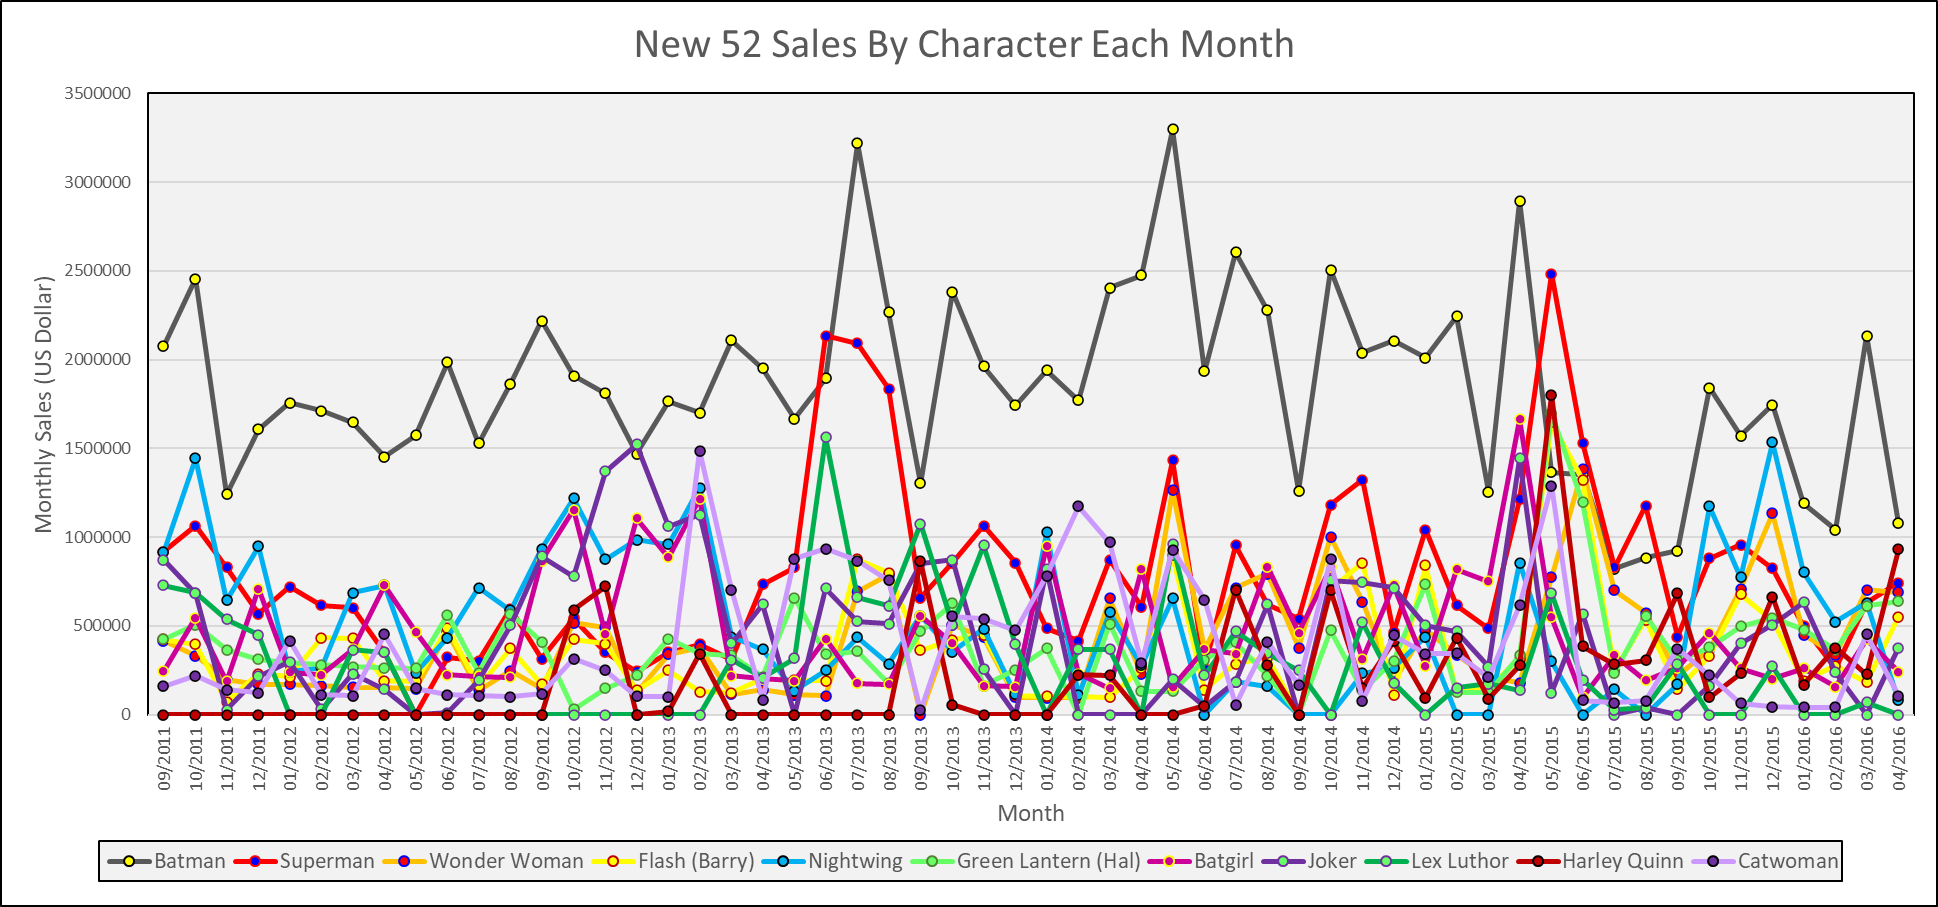 New 52 Sales By Character Each Month
Monthly Sales (US Dollar)
3500000
3000000
2500000
2000000
1500000
1000000
500000
0
09/2011 10/2011 11/2011 12/2011 01/2012 02/2012 03/2012 04/2012 05/2012 06/2012 07/2012 08/2012 09/2012 10/2012 11/2012 12/2012 01/2013 02/2013 03/2013 04/2013 05/2013 06/2013 07/2013 08/2013 09/2013 10/2013 11/2013 12/2013 01/2014 02/2014 03/2014 04/2014 05/2014 06/2014 07/2014 08/2014 09/2014 10/2014 11/2014 12/2014 01/2015 02/2015 03/2015 04/2015 05/2015 06/2015 07/2015 08/2015 09/2015 10/2015 11/2015 12/2015 01/2016 02/2016 03/2016 04/2016
Month
Batman Superman Wonder Woman Flash (Barry) Nightwing Green Lantern (Hal) Batgirl Joker Lex Luthor Harley Quinn Catwoman